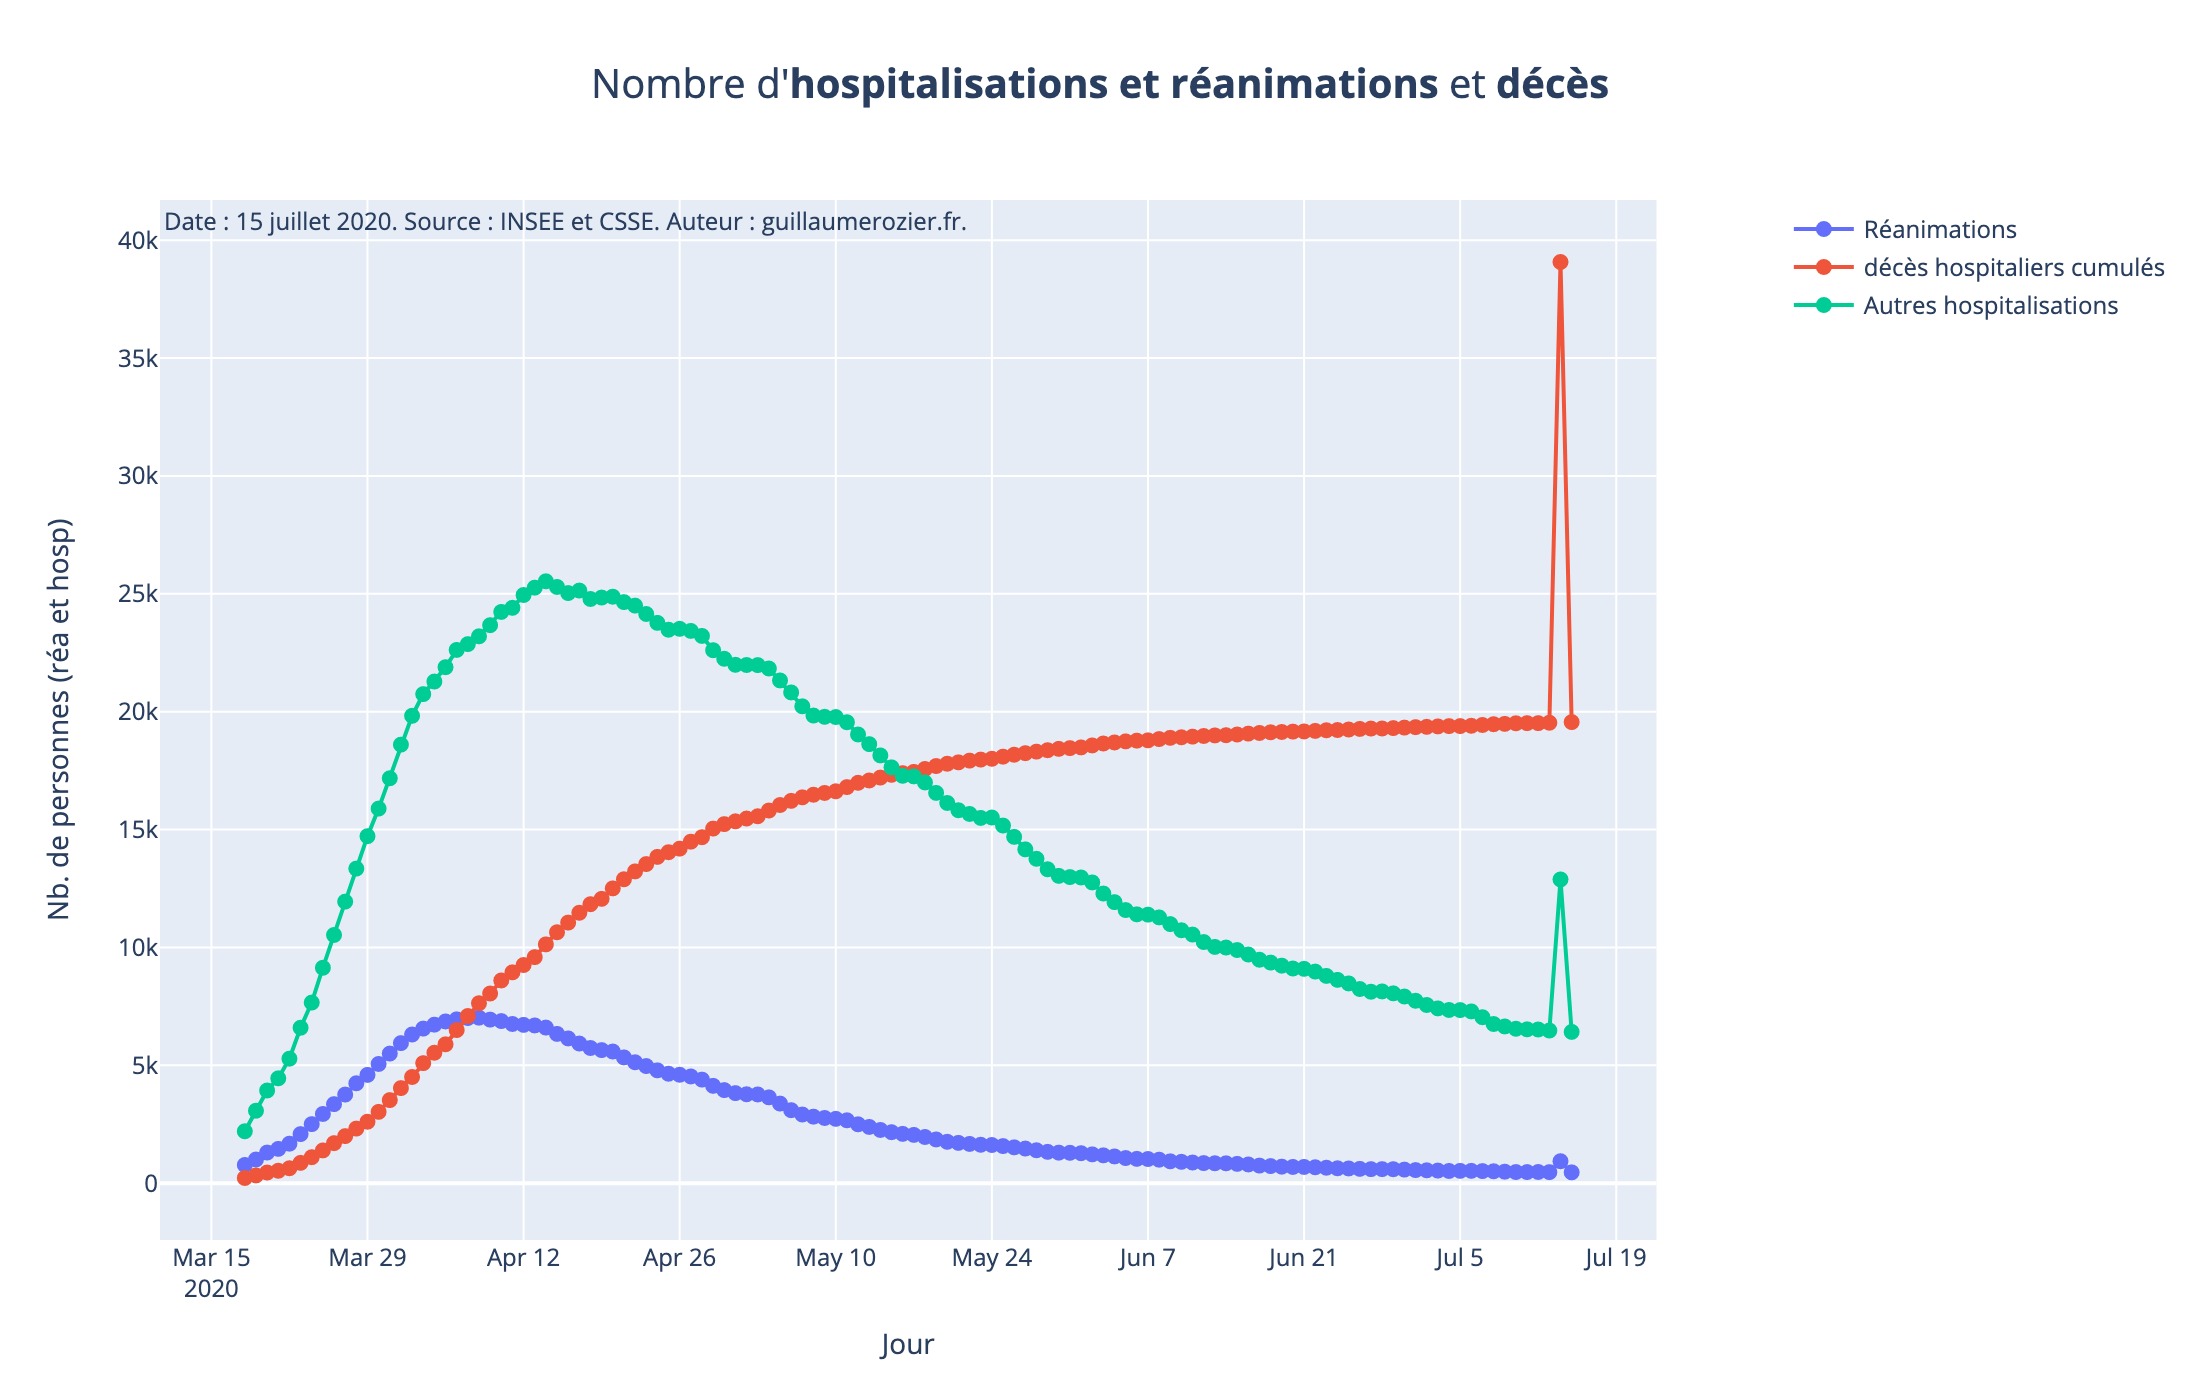 Nombre d'hospitalisations et réanimations et décès
Date : 15 juillet 2020. Source : INSEE et CSSE. Auteur : guillaumerozier.fr.
Réanimations
décès hospitaliers cumulés
Autres hospitalisations
Nb. de personnes (réa et hosp)
40k
35k
30k
25k
20k
15k
10k
5k
0
Mar 15
2020
Mar 29
Apr 12
Apr 26
May 10
May 24
Jun 7
Jun 21
Jul 5
Jul 19
Jour